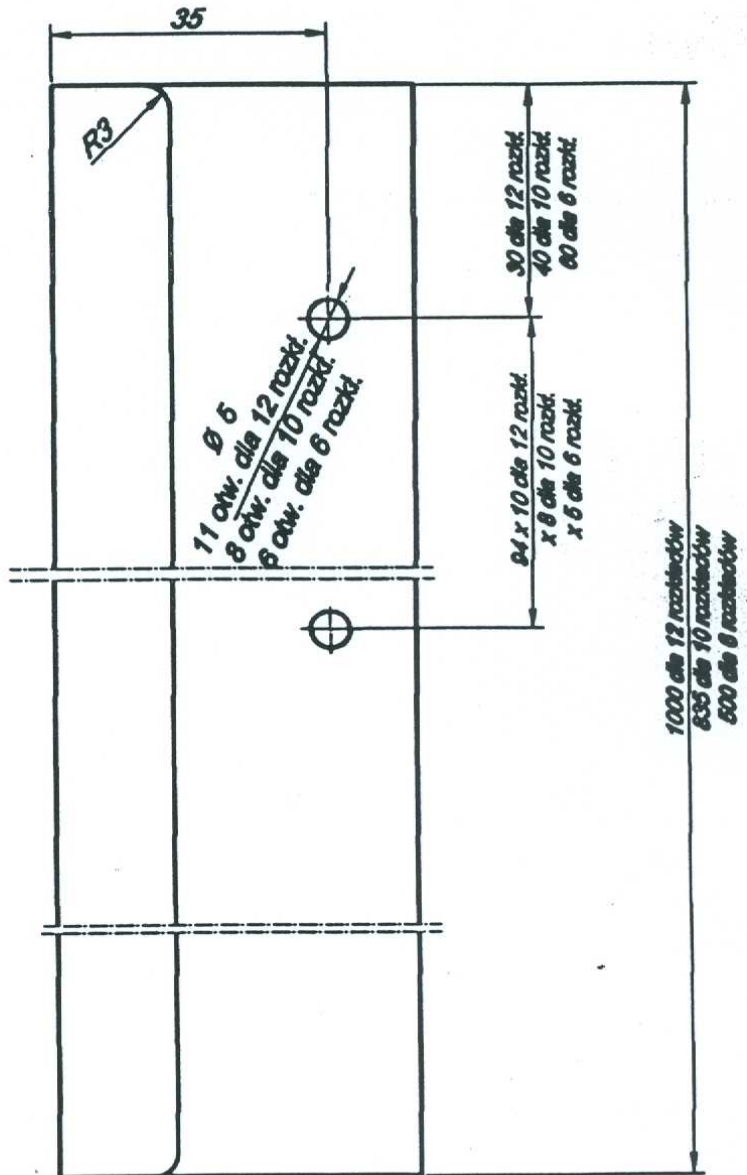 35
R3
30 dla 12 rozkł.
40 dla 10 rozkł.
60 dla 6 rozkł.
Ø 5
11 otw. dla 12 rozkł.
8 otw. dla 10 rozkł.
6 otw. dla 6 rozkł.
94 x 10 dla 12 rozkł.
x 8 dla 10 rozkł.
x 5 dla 6 rozkł.
1000 dla 12 rozkładów
835 dla 10 rozkładów
500 dla 6 rozkładów